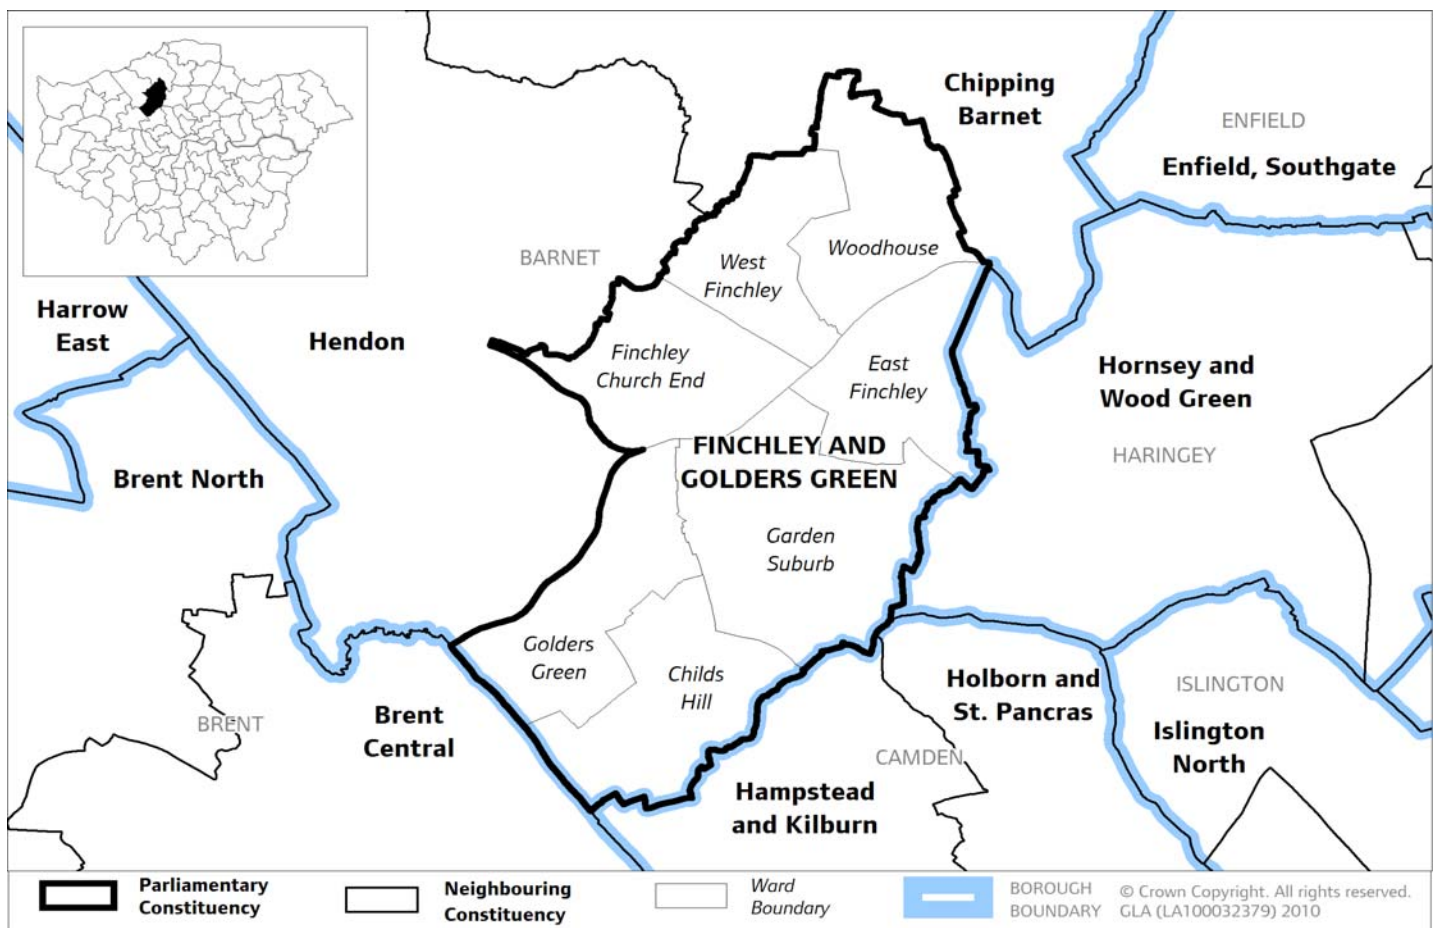 Chipping
Barnet
ENFIELD
Enfield, Southgate
BARNET
West
Finchley
Woodhouse
Harrow
East
Hendon
Finchley
Church End
East
Finchley
Hornsey and
Wood Green
HARINGEY
FINCHLEY AND
GOLDERS GREEN
Brent North
Garden
Suburb
Golders
Green
Childs
Hill
Holborn and
St. Pancras
ISLINGTON
Islington
North
BRENT
Brent
Central
CAMDEN
Hampstead
and Kilburn
Parliamentary
Constituency
Neighbouring
Constituency
Ward
Boundary
BOROUGH
BOUNDARY
© Crown Copyright. All rights reserved.
GLA (LA100032379) 2010